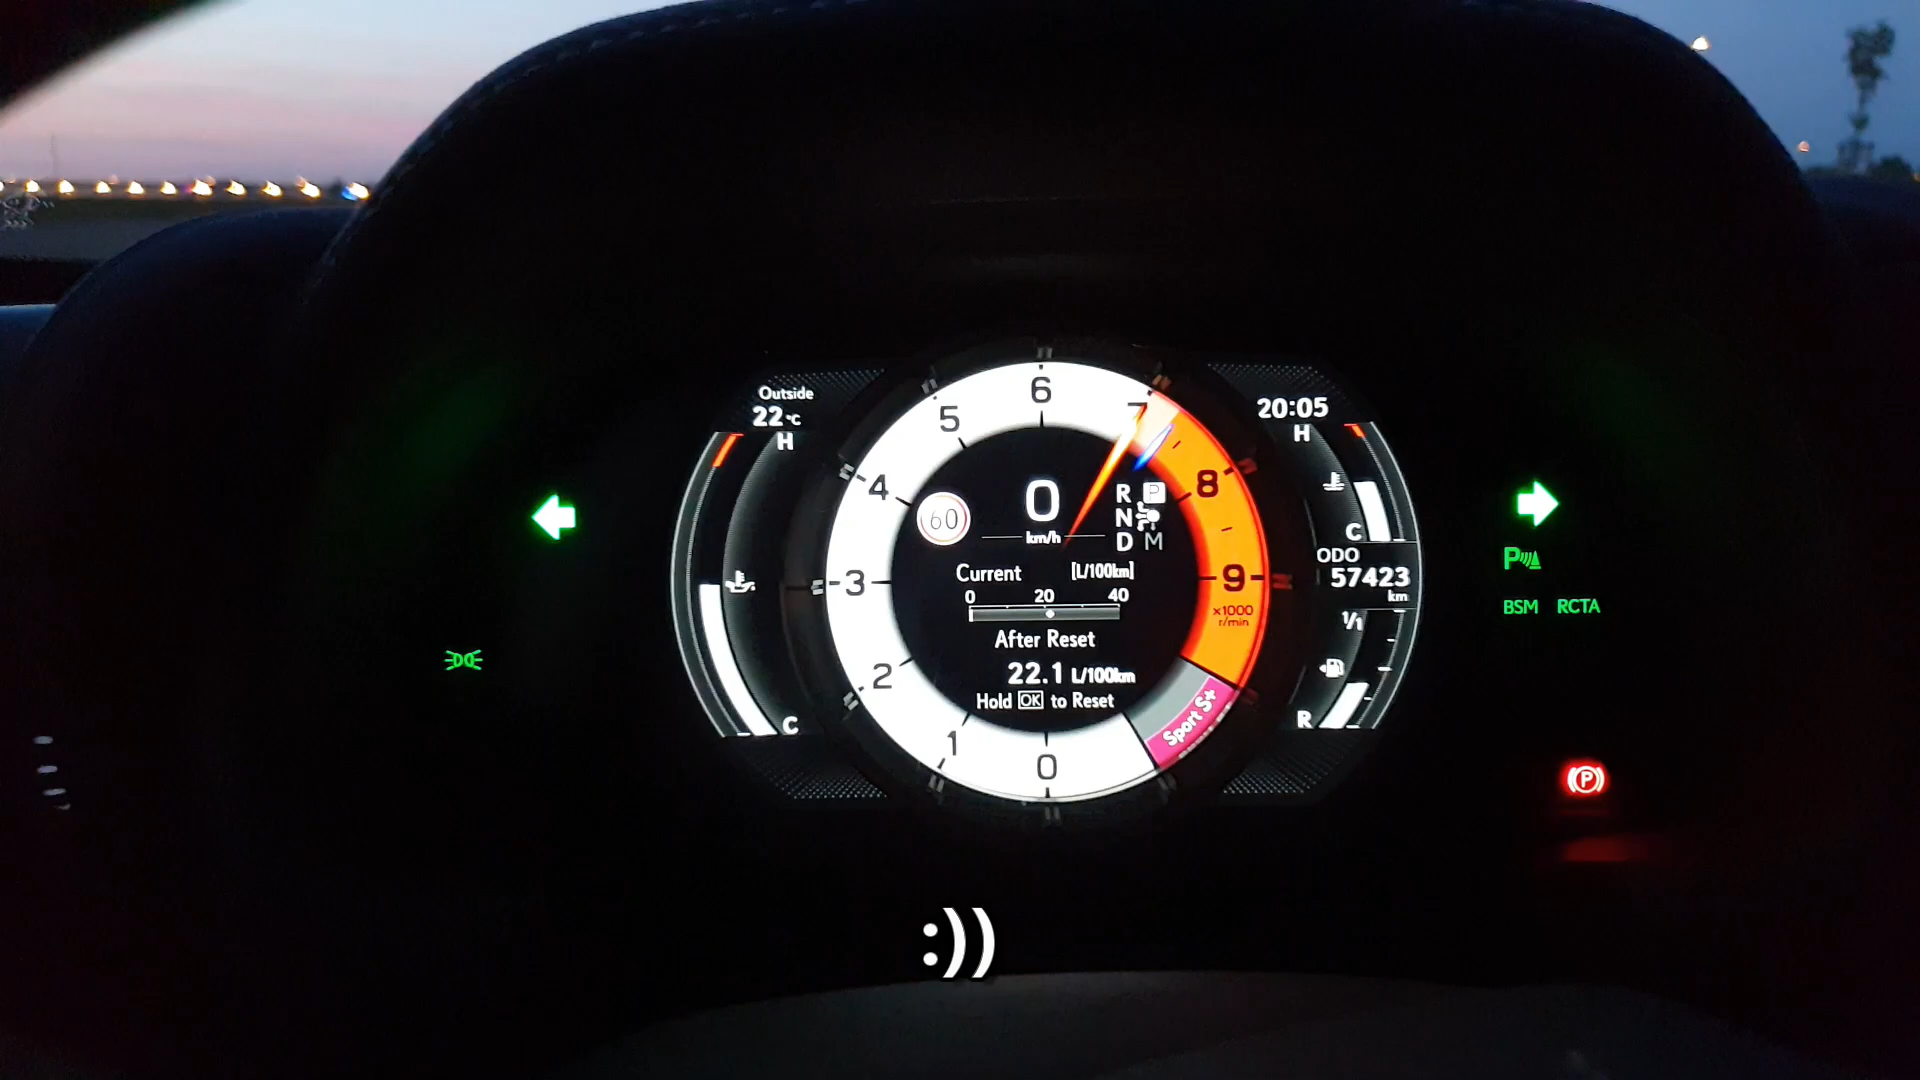 Outside
22°C
H
C
6
5
7
4
8
3
9
2
1
0
x1000
r/min
Sport S+
60
0
km/h
R P
N
D M
Current [L/100km]
0 20 40
After Reset
22.1 L/100km
Hold OK to Reset
20:05
H
C
ODO
57423
km
1/1
R
P
BSM RCTA
P
:))